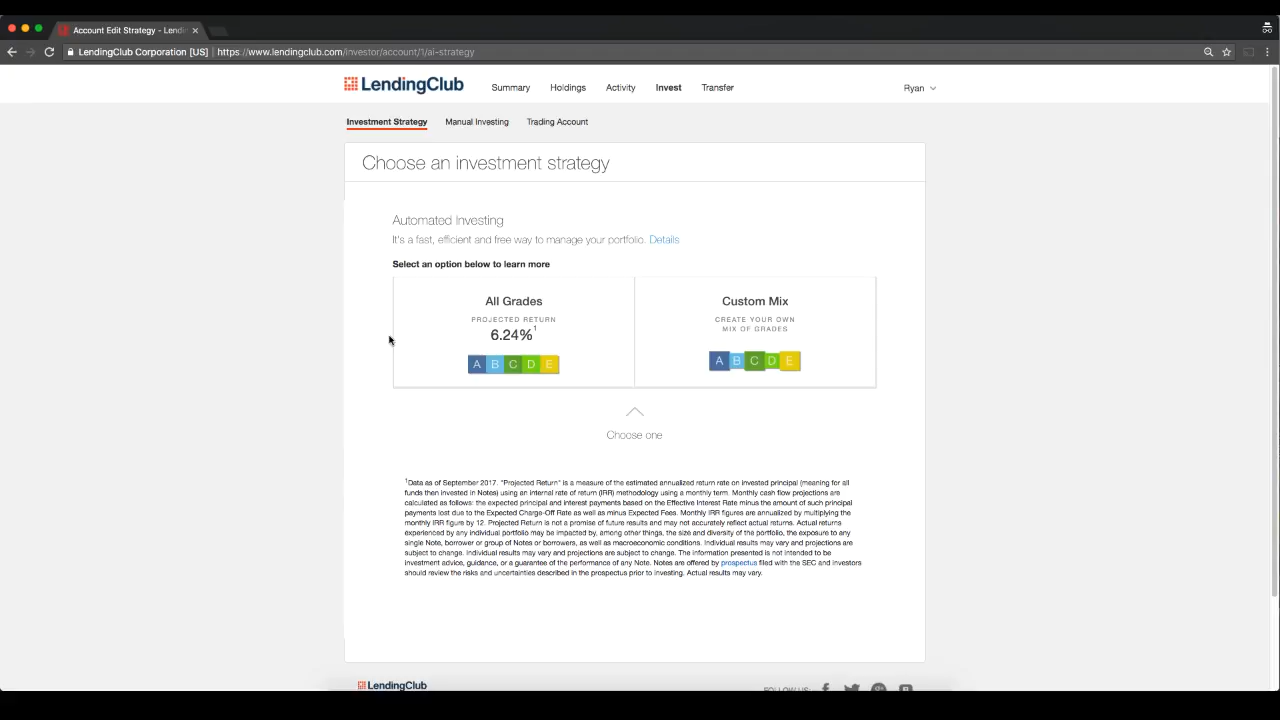 Account Edit Strategy - Lendi
LendingClub Corporation [US] https://www.lendingclub.com/investor/account/1/ai-strategy
LendingClub Summary Holdings Activity Invest Transfer Ryan
Investment Strategy Manual Investing Trading Account
Choose an investment strategy
Automated Investing
It's a fast, efficient and free way to manage your portfolio. Details
Select an option below to learn more
All Grades
PROJECTED RETURN
6.24%1
A B C D E
Custom Mix
CREATE YOUR OWN
MIX OF GRADES
A B C D E
Choose one
1Data as of September 2017. "Projected Return" is a measure of the estimated annualized return rate on invested principal (meaning for all
funds then invested in Notes) using an internal rate of return (IRR) methodology using a monthly term. Monthly cash flow projections are
calculated as follows: the expected principal and interest payments based on the Effective Interest Rate minus the amount of such principal
payments lost due to the Expected Charge-Off Rate as well as minus Expected Fees. Monthly IRR figures are annualized by multiplying the
monthly IRR figure by 12. Projected Return is not a promise of future results and may not accurately reflect actual returns. Actual returns
experienced by any individual portfolio may be impacted by, among other things, the size and diversity of the portfolio, the exposure to any
single Note, borrower or group of Notes or borrowers, as well as macroeconomic conditions. Individual results may vary and projections are
subject to change. Individual results may vary and projections are subject to change. The information presented is not intended to be
investment advice, guidance, or a guarantee of the performance of any Note. Notes are offered by prospectus filed with the SEC and investors
should review the risks and uncertainties described in the prospectus prior to investing. Actual results may vary.
LendingClub
FOLLOW US: